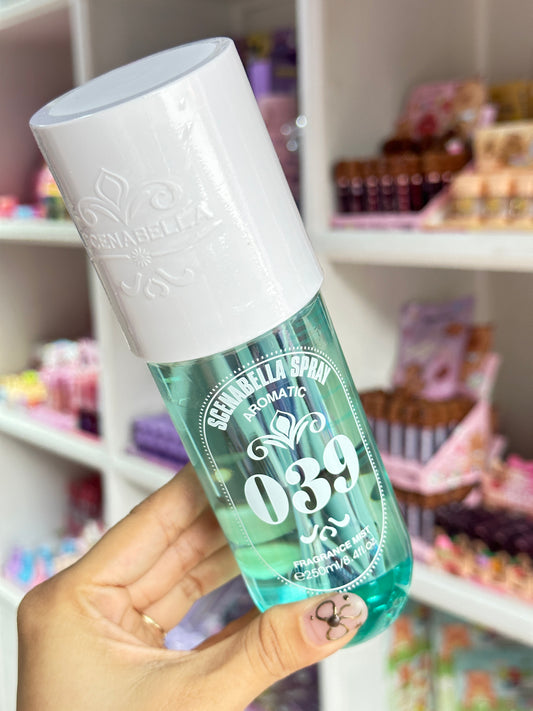 SCENABELLA
SCENABELLA SPRAY
AROMATIC
039
FRAGRANCE MIST
℮250ml/8.4fl oz